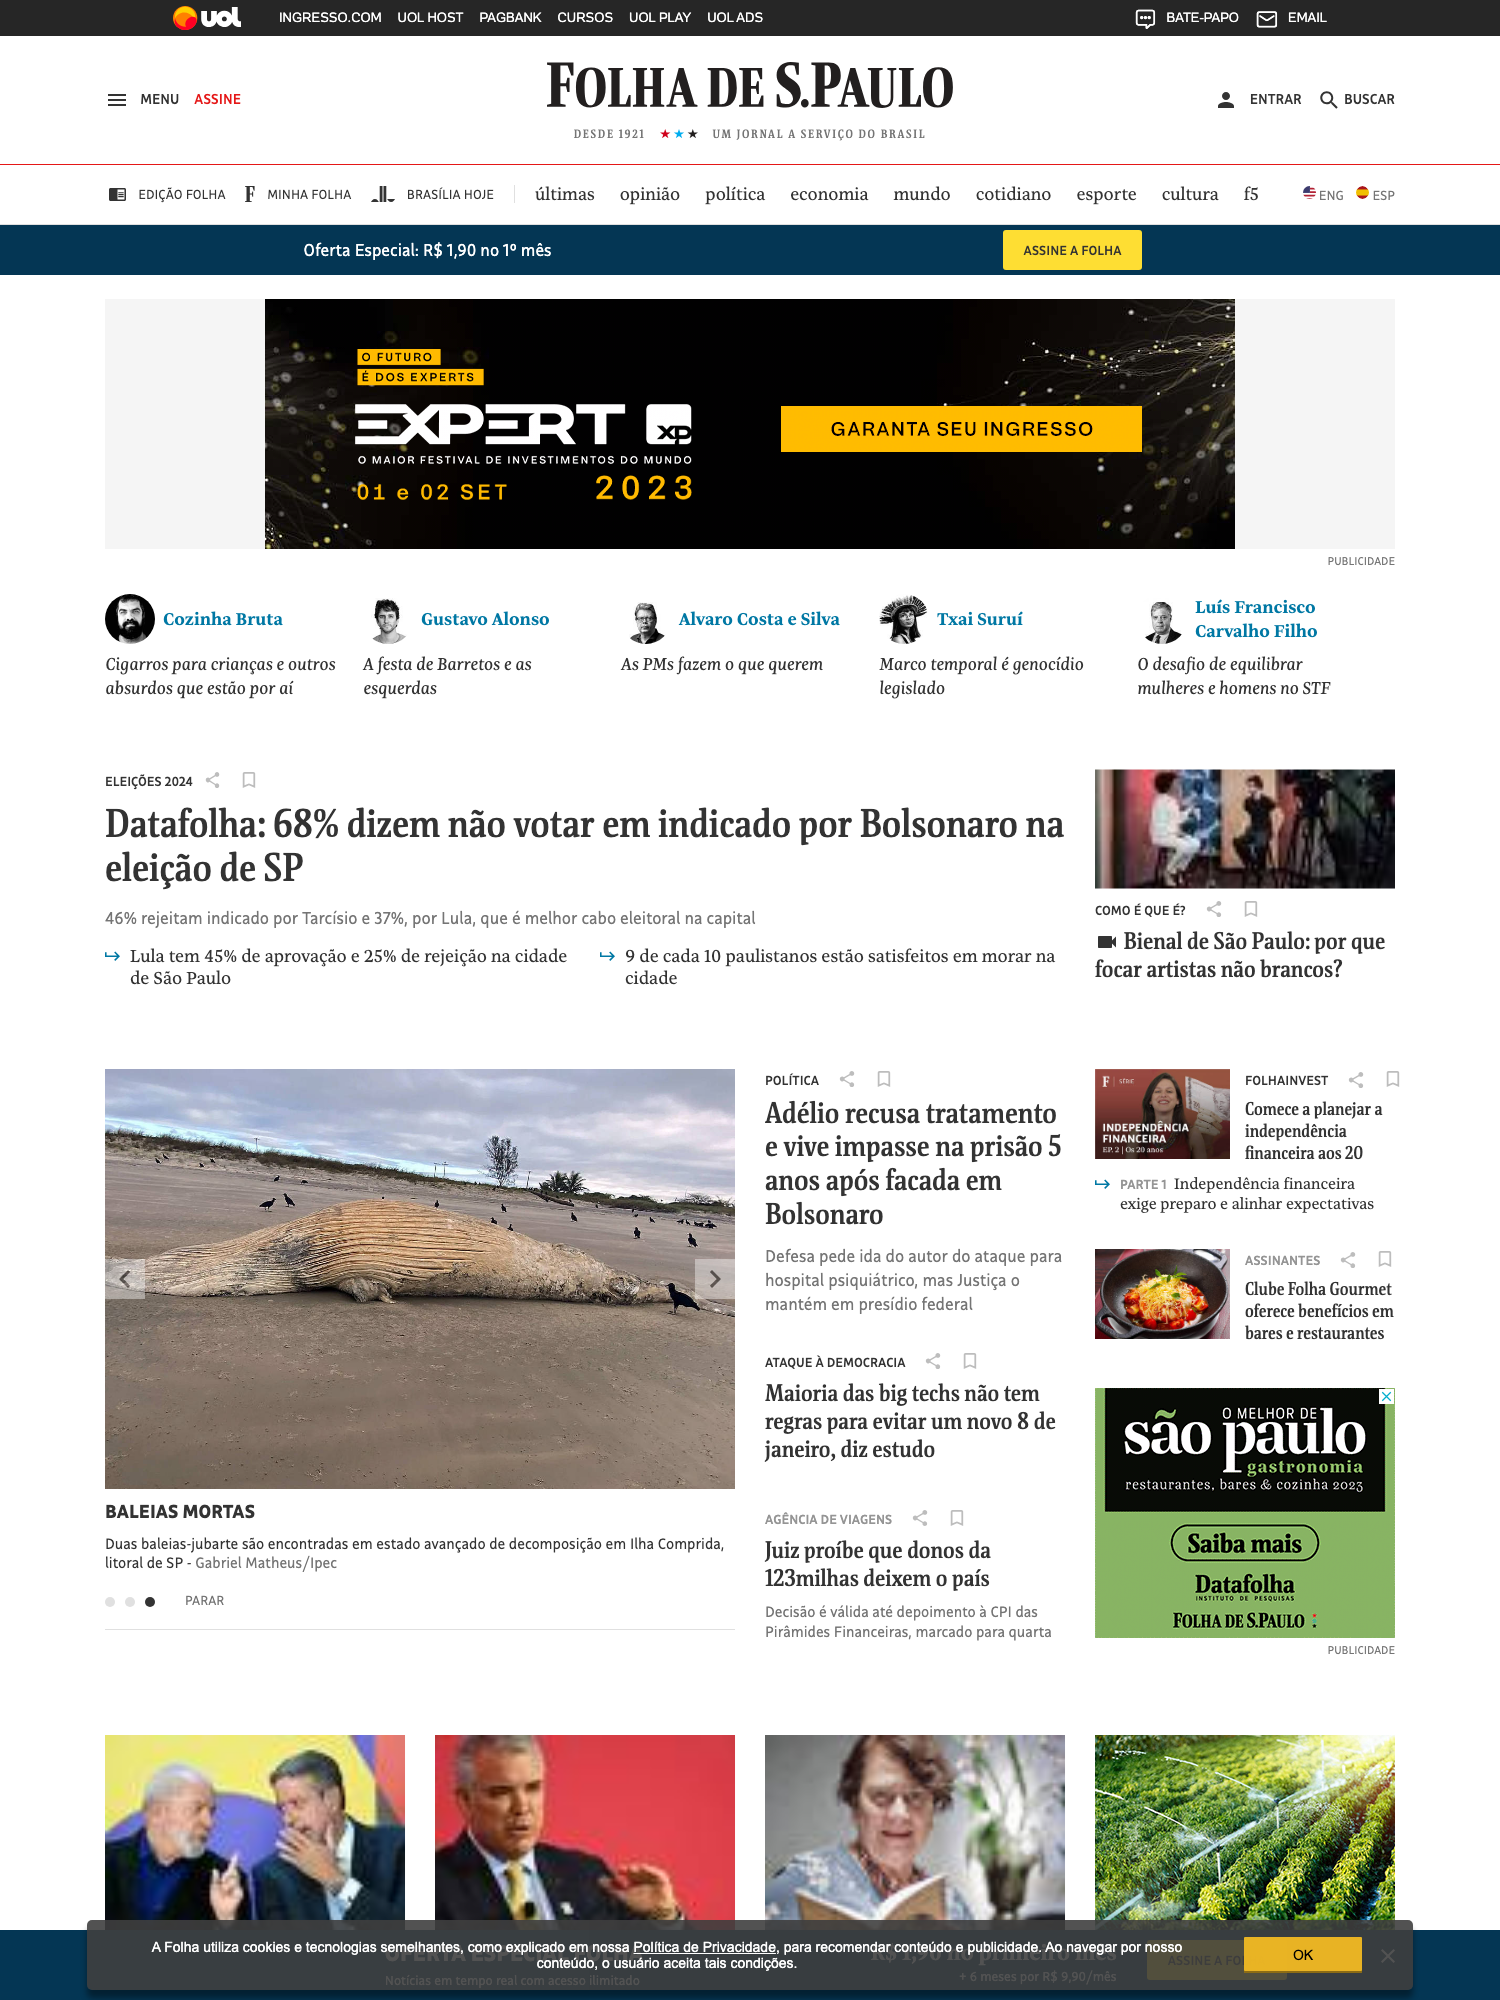 uol INGRESSO.COM UOL HOST PAGBANK CURSOS UOL PLAY UOL ADS BATE-PAPO EMAIL
MENU ASSINE
FOLHA DE S.PAULO
DESDE 1921 ★★★ UM JORNAL A SERVIÇO DO BRASIL
ENTRAR BUSCAR
EDIÇÃO FOLHA F MINHA FOLHA BRASÍLIA HOJE últimas opinião política economia mundo cotidiano esporte cultura f5 ENG ESP
Oferta Especial: R$ 1,90 no 1º mês ASSINE A FOLHA
O FUTURO
É DOS EXPERTS
EXPERT XP
O MAIOR FESTIVAL DE INVESTIMENTOS DO MUNDO
01 e 02 SET 2023
GARANTA SEU INGRESSO
PUBLICIDADE
Cozinha Bruta
Cigarros para crianças e outros
absurdos que estão por aí
Gustavo Alonso
A festa de Barretos e as
esquerdas
Alvaro Costa e Silva
As PMs fazem o que querem
Txai Suruí
Marco temporal é genocídio
legislado
Luís Francisco
Carvalho Filho
O desafio de equilibrar
mulheres e homens no STF
ELEIÇÕES 2024
Datafolha: 68% dizem não votar em indicado por Bolsonaro na
eleição de SP
46% rejeitam indicado por Tarcísio e 37%, por Lula, que é melhor cabo eleitoral na capital
Lula tem 45% de aprovação e 25% de rejeição na cidade
de São Paulo
9 de cada 10 paulistanos estão satisfeitos em morar na
cidade
COMO É QUE É?
Bienal de São Paulo: por que
focar artistas não brancos?
BALEIAS MORTAS
Duas baleias-jubarte são encontradas em estado avançado de decomposição em Ilha Comprida,
litoral de SP - Gabriel Matheus/Ipec
PARAR
POLÍTICA
Adélio recusa tratamento
e vive impasse na prisão 5
anos após facada em
Bolsonaro
Defesa pede ida do autor do ataque para
hospital psiquiátrico, mas Justiça o
mantém em presídio federal
ATAQUE À DEMOCRACIA
Maioria das big techs não tem
regras para evitar um novo 8 de
janeiro, diz estudo
AGÊNCIA DE VIAGENS
Juiz proíbe que donos da
123milhas deixem o país
Decisão é válida até depoimento à CPI das
Pirâmides Financeiras, marcado para quarta
F SÉRIE
INDEPENDÊNCIA
FINANCEIRA
EP. 2 | Os 20 anos
FOLHAINVEST
Comece a planejar a
independência
financeira aos 20
PARTE 1 Independência financeira
exige preparo e alinhar expectativas
ASSINANTES
Clube Folha Gourmet
oferece benefícios em
bares e restaurantes
O MELHOR DE
são paulo
gastronomia
restaurantes, bares & cozinha 2023
Saiba mais
Datafolha
INSTITUTO DE PESQUISAS
FOLHA DE S.PAULO
PUBLICIDADE
A Folha utiliza cookies e tecnologias semelhantes, como explicado em nossa Política de Privacidade, para recomendar conteúdo e publicidade. Ao navegar por nosso
conteúdo, o usuário aceita tais condições.
OK
R$ 1,90 no primeiro mês
Notícias em tempo real com acesso ilimitado
+ 6 meses por R$ 9,90/mês
ASSINE A FO